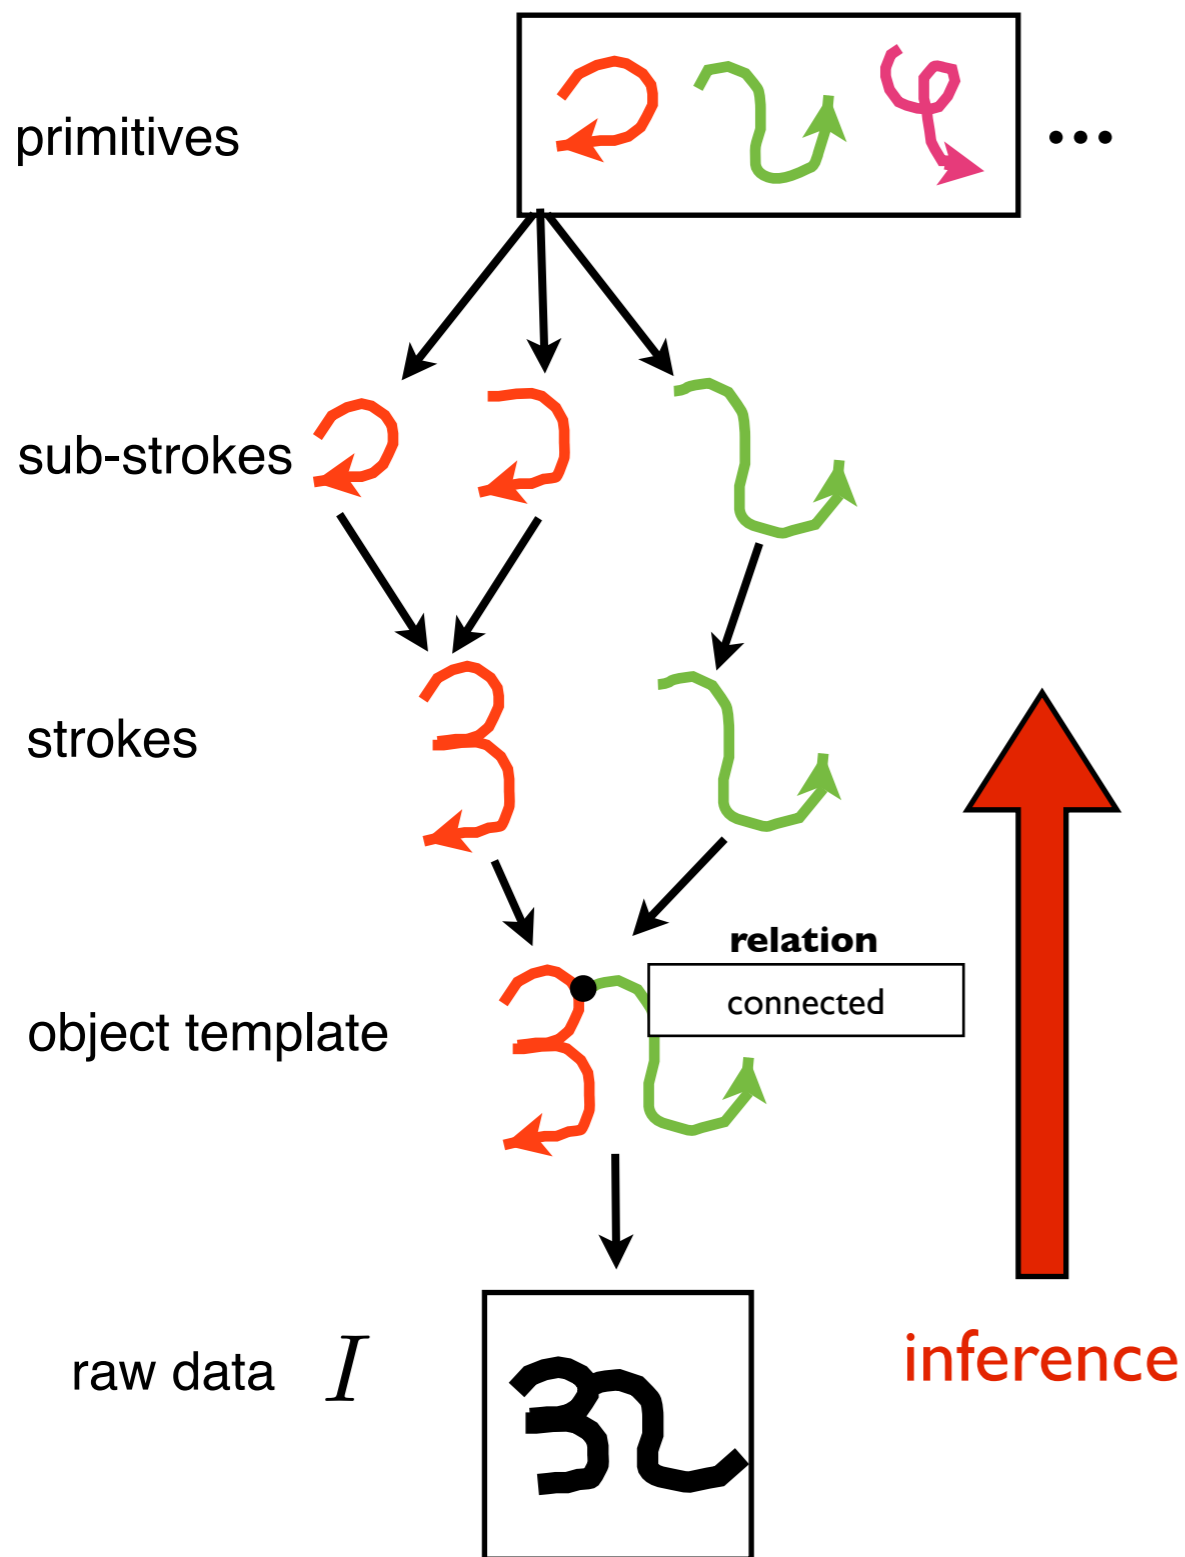 primitives
...
sub-strokes
strokes
relation
connected
object template
raw data I
inference